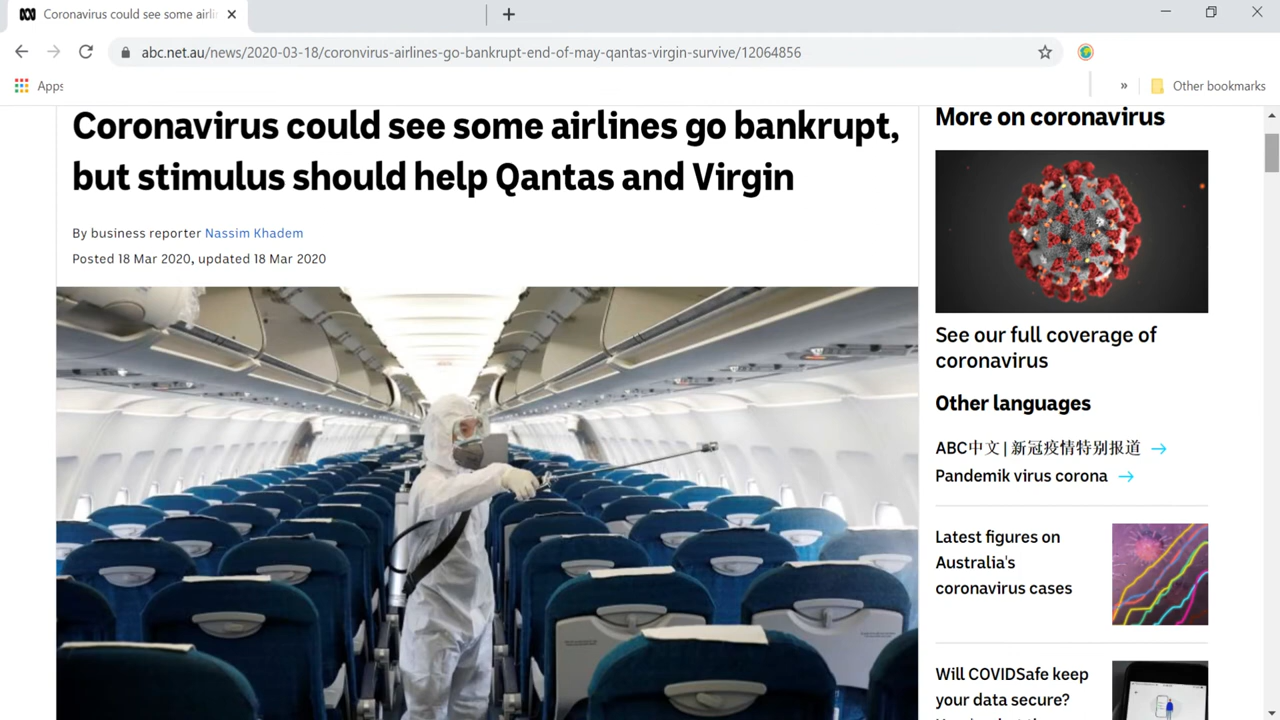 Coronavirus could see some airli
abc.net.au/news/2020-03-18/coronvirus-airlines-go-bankrupt-end-of-may-qantas-virgin-survive/12064856
Apps
»
Other bookmarks
Coronavirus could see some airlines go bankrupt,
but stimulus should help Qantas and Virgin
By business reporter Nassim Khadem
Posted 18 Mar 2020, updated 18 Mar 2020
More on coronavirus
See our full coverage of
coronavirus
Other languages
ABC中文 | 新冠疫情特别报道 →
Pandemik virus corona →
Latest figures on
Australia's
coronavirus cases
Will COVIDSafe keep
your data secure?